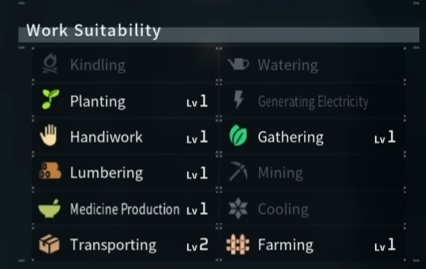 Work Suitability
Kindling Watering
Planting Lv1 Generating Electricity
Handiwork Lv1 Gathering Lv1
Lumbering Lv1 Mining
Medicine Production Lv1 Cooling
Transporting Lv2 Farming Lv1